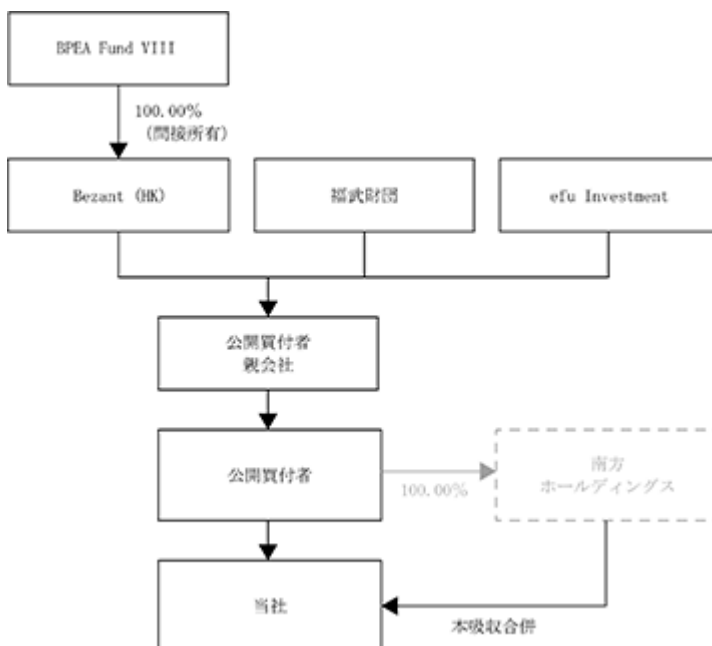 BPEA Fund VIII
100.00%
(間接所有)
Bezant (HK)
福武財団
efu Investment
公開買付者
親会社
公開買付者
100.00%
南方
ホールディングス
当社
本吸収合併